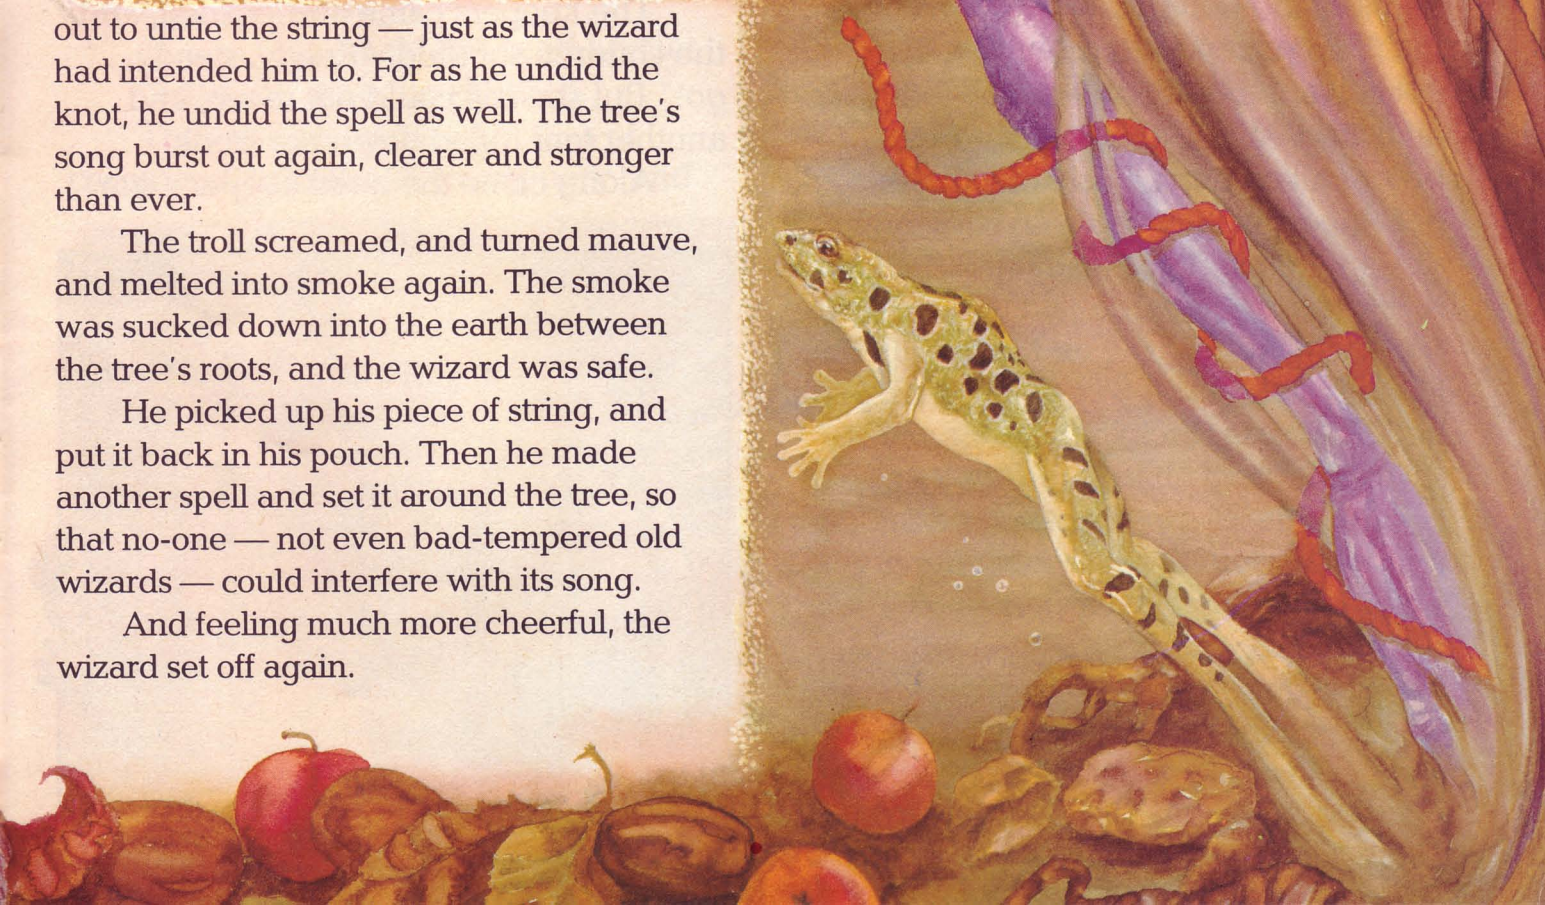 out to untie the string — just as the wizard
had intended him to. For as he undid the
knot, he undid the spell as well. The tree's
song burst out again, clearer and stronger
than ever.
The troll screamed, and turned mauve,
and melted into smoke again. The smoke
was sucked down into the earth between
the tree's roots, and the wizard was safe.
He picked up his piece of string, and
put it back in his pouch. Then he made
another spell and set it around the tree, so
that no-one — not even bad-tempered old
wizards — could interfere with its song.
And feeling much more cheerful, the
wizard set off again.